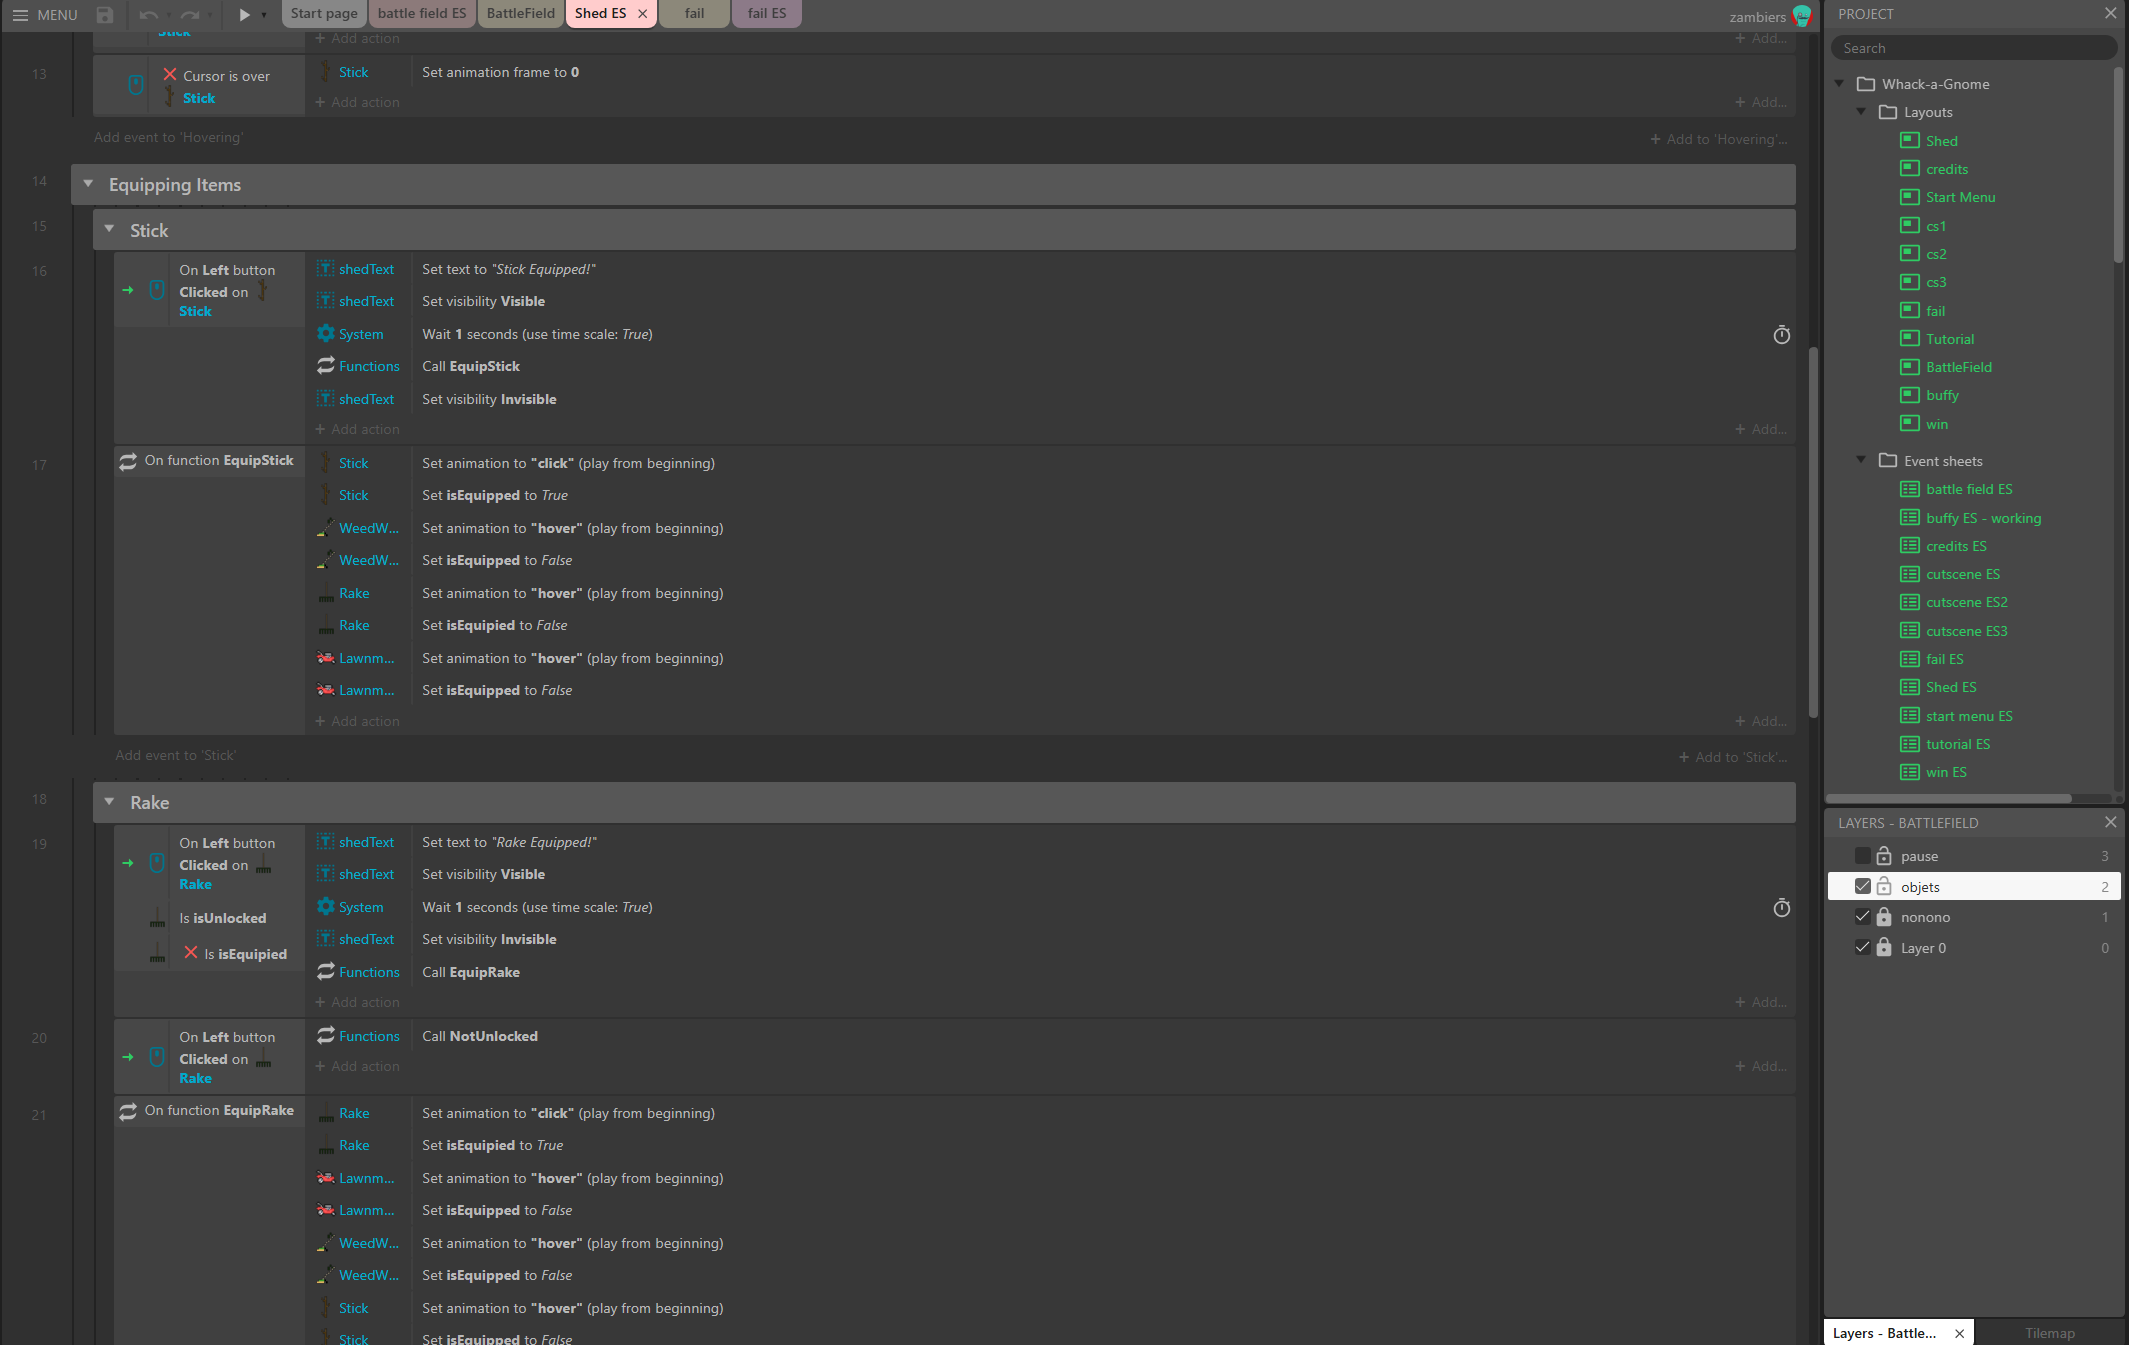 MENU
Start page
battle field ES
BattleField
Shed ES
fail
fail ES
zambiers
Stick
+ Add action
+ Add...
13
Cursor is over
Stick
Stick
Set animation frame to 0
+ Add action
+ Add...
Add event to 'Hovering'
+ Add to 'Hovering'...
14
Equipping Items
15
Stick
16
On Left button
Clicked on
Stick
shedText
Set text to "Stick Equipped!"
shedText
Set visibility Visible
System
Wait 1 seconds (use time scale: True)
Functions
Call EquipStick
shedText
Set visibility Invisible
+ Add action
+ Add...
17
On function EquipStick
Stick
Set animation to "click" (play from beginning)
Stick
Set isEquipped to True
WeedW...
Set animation to "hover" (play from beginning)
WeedW...
Set isEquipped to False
Rake
Set animation to "hover" (play from beginning)
Rake
Set isEquipied to False
Lawnm...
Set animation to "hover" (play from beginning)
Lawnm...
Set isEquipped to False
+ Add action
+ Add...
Add event to 'Stick'
+ Add to 'Stick'...
18
Rake
19
On Left button
Clicked on
Rake
Is isUnlocked
Is isEquipied
shedText
Set text to "Rake Equipped!"
shedText
Set visibility Visible
System
Wait 1 seconds (use time scale: True)
shedText
Set visibility Invisible
Functions
Call EquipRake
+ Add action
+ Add...
20
On Left button
Clicked on
Rake
Functions
Call NotUnlocked
+ Add action
+ Add...
21
On function EquipRake
Rake
Set animation to "click" (play from beginning)
Rake
Set isEquipied to True
Lawnm...
Set animation to "hover" (play from beginning)
Lawnm...
Set isEquipped to False
WeedW...
Set animation to "hover" (play from beginning)
WeedW...
Set isEquipped to False
Stick
Set animation to "hover" (play from beginning)
Stick
Set isEquipped to False
PROJECT
Search
Whack-a-Gnome
Layouts
Shed
credits
Start Menu
cs1
cs2
cs3
fail
Tutorial
BattleField
buffy
win
Event sheets
battle field ES
buffy ES - working
credits ES
cutscene ES
cutscene ES2
cutscene ES3
fail ES
Shed ES
start menu ES
tutorial ES
win ES
LAYERS - BATTLEFIELD
pause 3
objets 2
nonono 1
Layer 0 0
Layers - Battle...
Tilemap